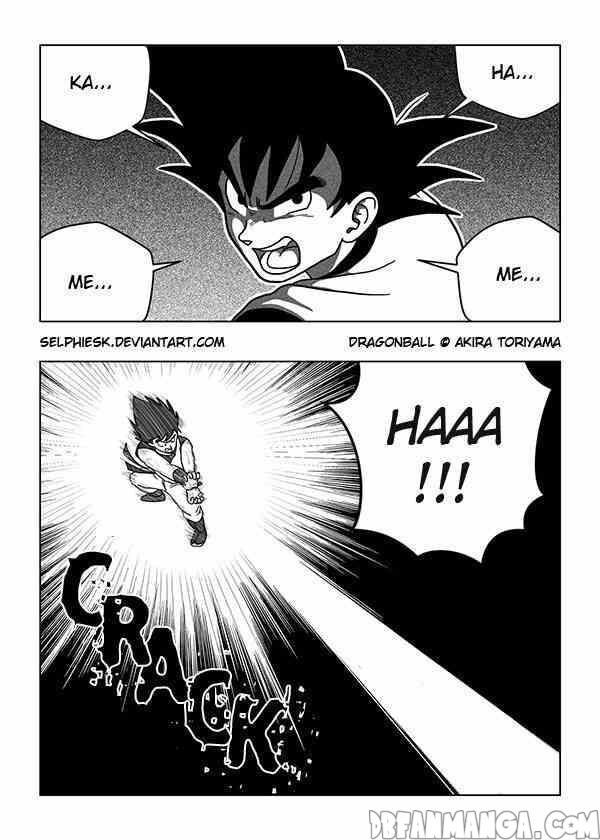 KA...
HA...
ME...
ME...
SELPHIESK.DEVIANTART.COM
DRAGONBALL © AKIRA TORIYAMA
HAAA
!!!
CRACK
DBFANMANGA.COM